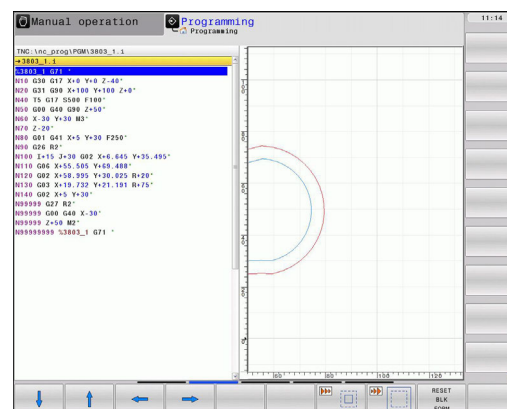 Manual operation
Programming
Programming
11:14
TNC:\nc_prog\PGM\3803_1.i
→3803_1.i
%3803_1 G71 *
N10 G30 G17 X+0 Y+0 Z-40*
N20 G31 G90 X+100 Y+100 Z+0*
N40 T5 G17 S500 F100*
N50 G00 G40 G90 Z+50*
N60 X-30 Y+30 M3*
N70 Z-20*
N80 G01 G41 X+5 Y+30 F250*
N90 G26 R2*
N100 I+15 J+30 G02 X+6.645 Y+35.495*
N110 G06 X+55.505 Y+69.488*
N120 G02 X+58.995 Y+30.025 R+20*
N130 G03 X+19.732 Y+21.191 R+75*
N140 G02 X+5 Y+30*
N99999 G27 R2*
N99999 G00 G40 X-30*
N99999 Z+50 M2*
N99999999 %3803_1 G71 *
60
80
100
120
RESET
BLK
FORM